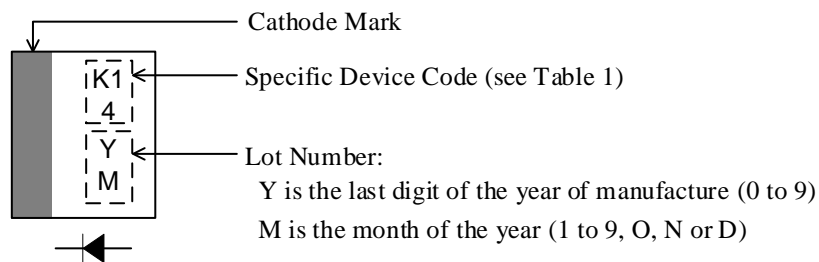 Cathode Mark
K1
4
Specific Device Code (see Table 1)
Y
M
Lot Number:
Y is the last digit of the year of manufacture (0 to 9)
M is the month of the year (1 to 9, O, N or D)